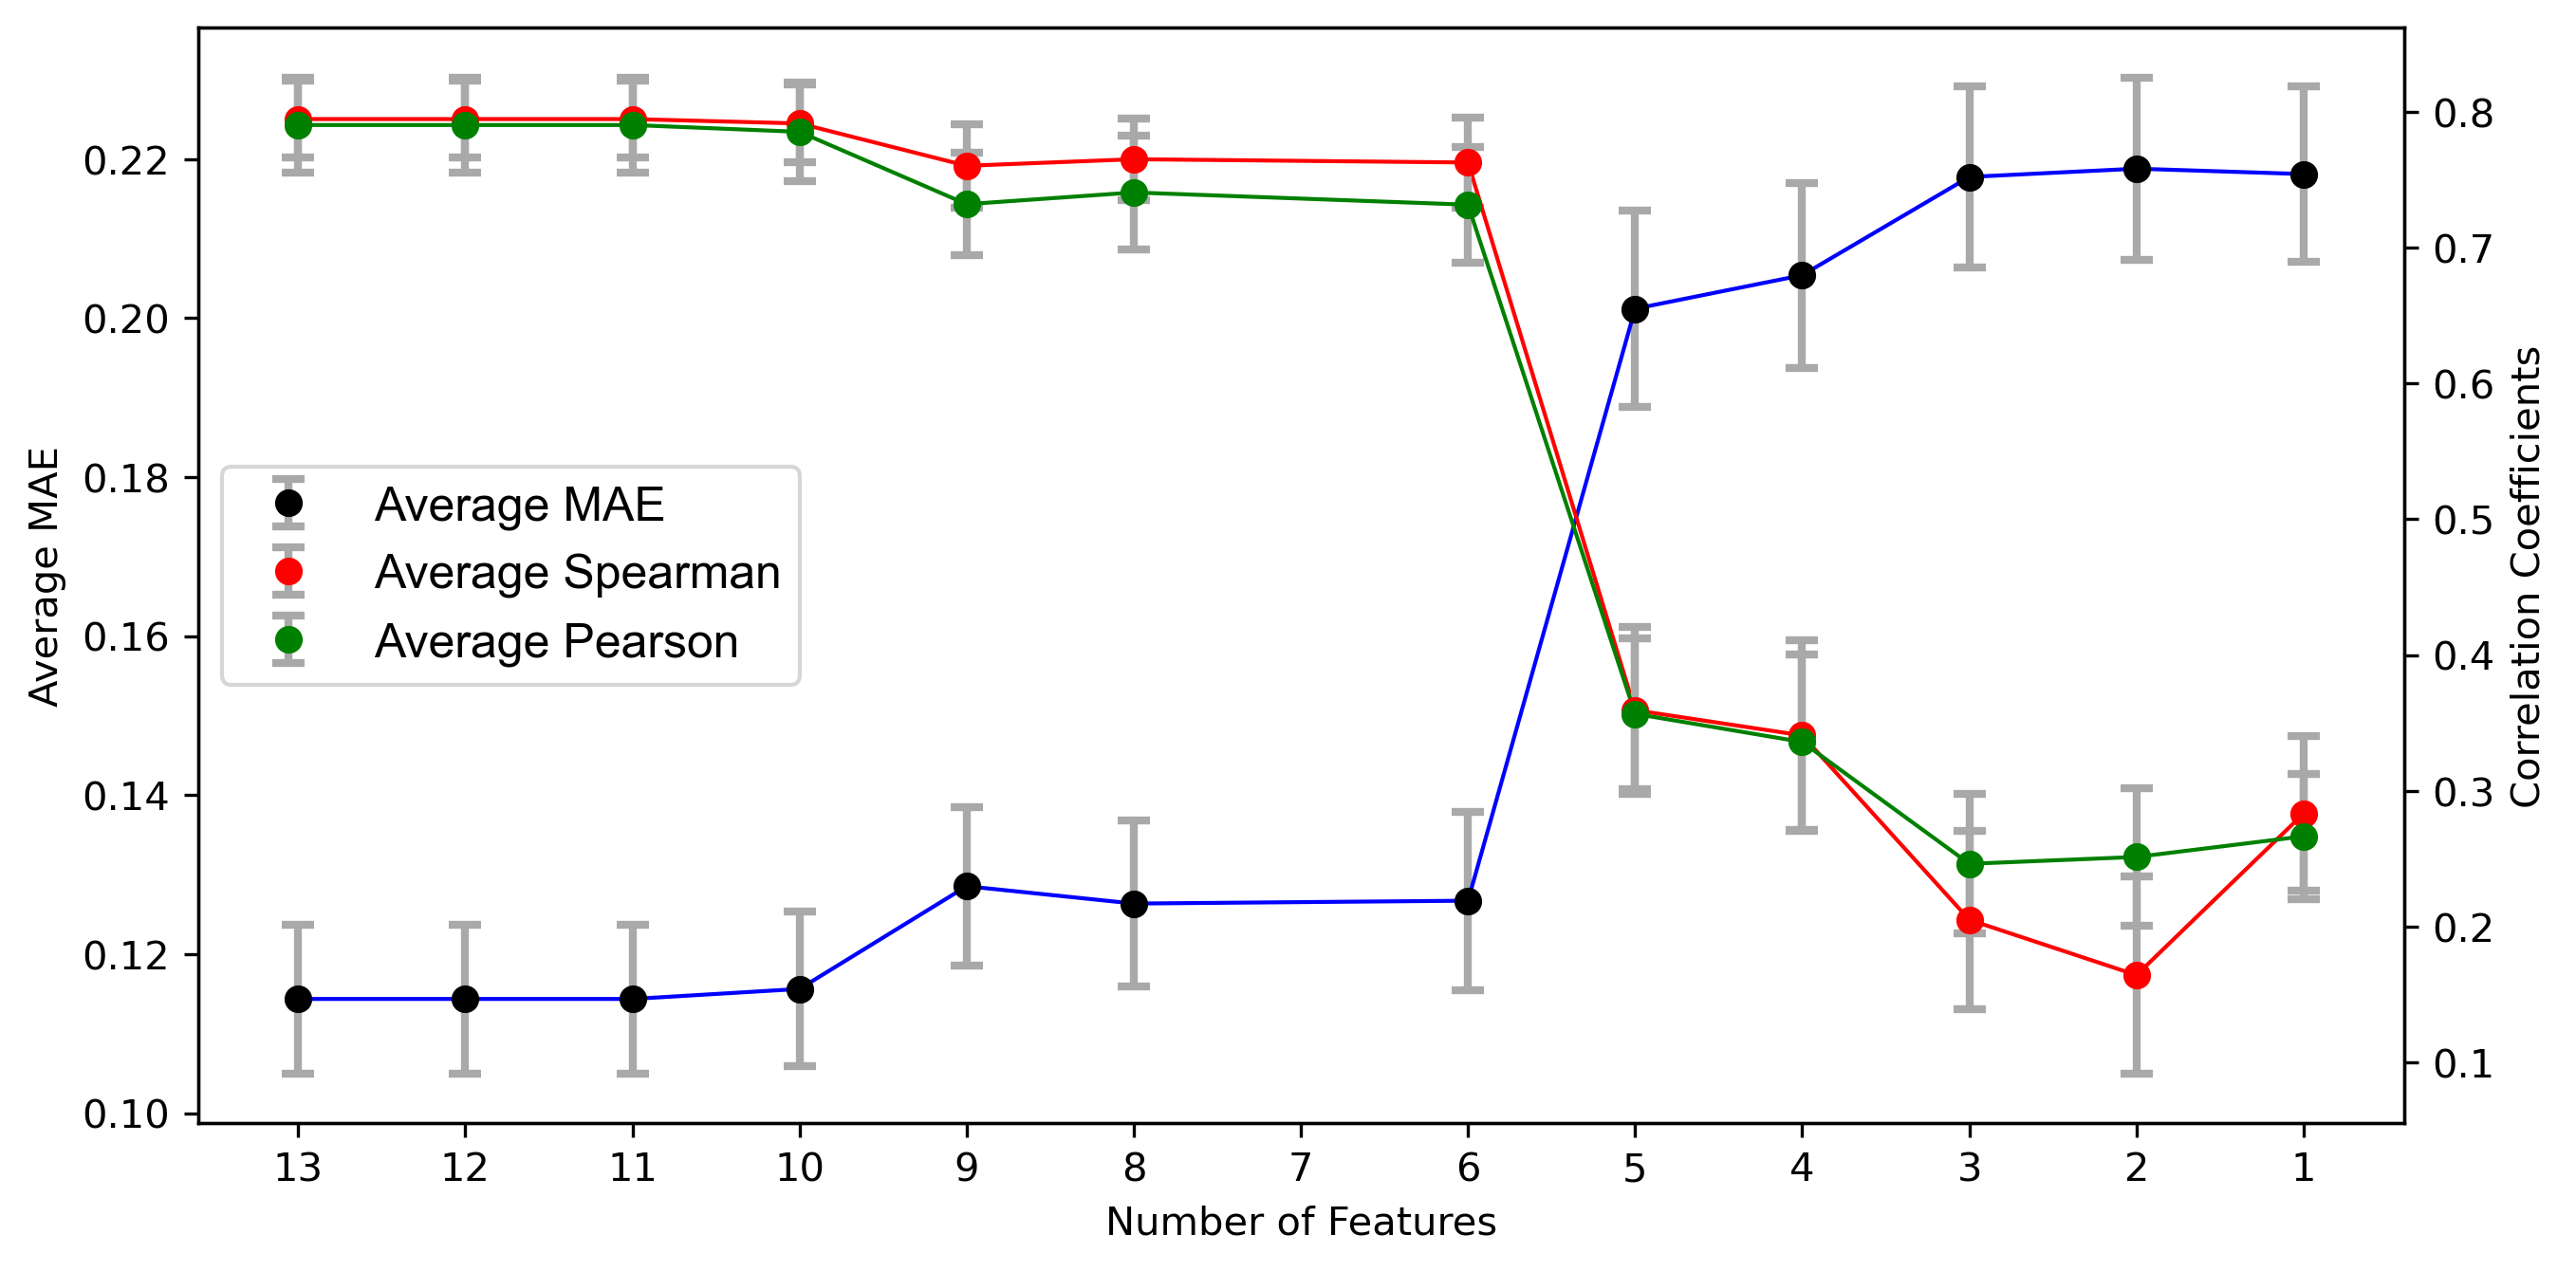 Average MAE
0.22
0.20
0.18
0.16
0.14
0.12
0.10
Average MAE
Average Spearman
Average Pearson
0.8
0.7
0.6
0.5
0.4
0.3
0.2
0.1
Correlation Coefficients
13 12 11 10 9 8 7 6 5 4 3 2 1
Number of Features